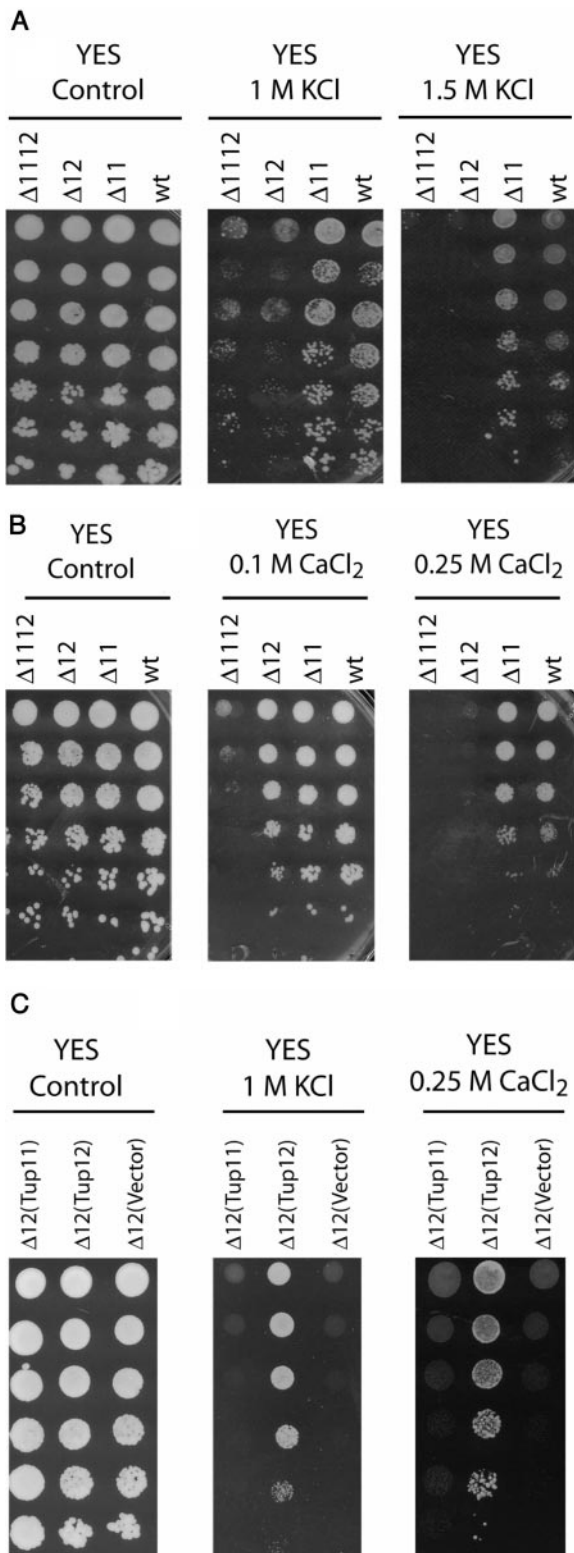 A
YES
Control
YES
1 M KCl
YES
1.5 M KCl
Δ1112
Δ12
Δ11
wt
Δ1112
Δ12
Δ11
wt
Δ1112
Δ12
Δ11
wt
B
YES
Control
YES
0.1 M CaCl₂
YES
0.25 M CaCl₂
Δ1112
Δ12
Δ11
wt
Δ1112
Δ12
Δ11
wt
Δ1112
Δ12
Δ11
wt
C
YES
Control
YES
1 M KCl
YES
0.25 M CaCl₂
Δ12(Tup11)
Δ12(Tup12)
Δ12(Vector)
Δ12(Tup11)
Δ12(Tup12)
Δ12(Vector)
Δ12(Tup11)
Δ12(Tup12)
Δ12(Vector)